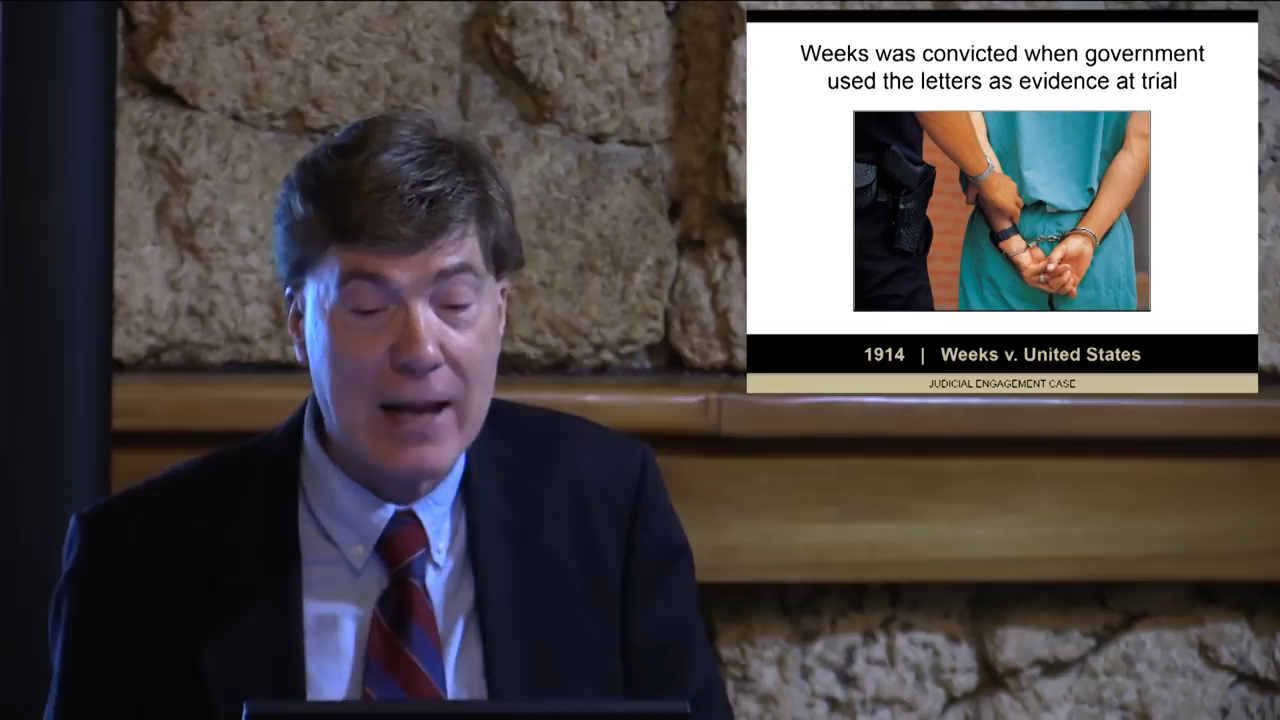 Weeks was convicted when government
used the letters as evidence at trial
1914 | Weeks v. United States
JUDICIAL ENGAGEMENT CASE